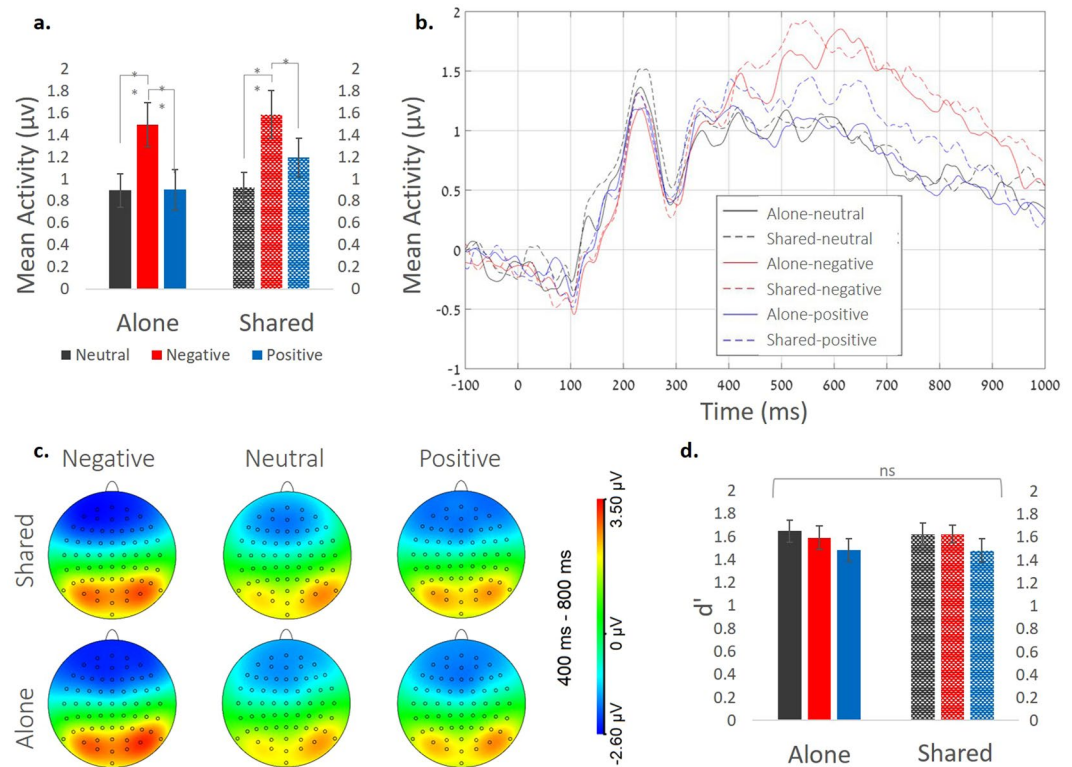 a.
Mean Activity (µv)
2
1.8
1.6
1.4
1.2
1
0.8
0.6
0.4
0.2
0
* *
* *
* *
*
2
1.8
1.6
1.4
1.2
1
0.8
0.6
0.4
0.2
0
Alone
Shared
Neutral Negative Positive
b.
Mean Activity (µv)
2
1.5
1
0.5
0
-0.5
-1
Alone-neutral
Shared-neutral
Alone-negative
Shared-negative
Alone-positive
Shared-positive
-100 0 100 200 300 400 500 600 700 800 900 1000
Time (ms)
c.
Negative Neutral Positive
Shared
Alone
400 ms - 800 ms
3.50 µV
0 µV
-2.60 µV
d.
ns
d'
2
1.8
1.6
1.4
1.2
1
0.8
0.6
0.4
0.2
0
2
1.8
1.6
1.4
1.2
1
0.8
0.6
0.4
0.2
0
Alone
Shared